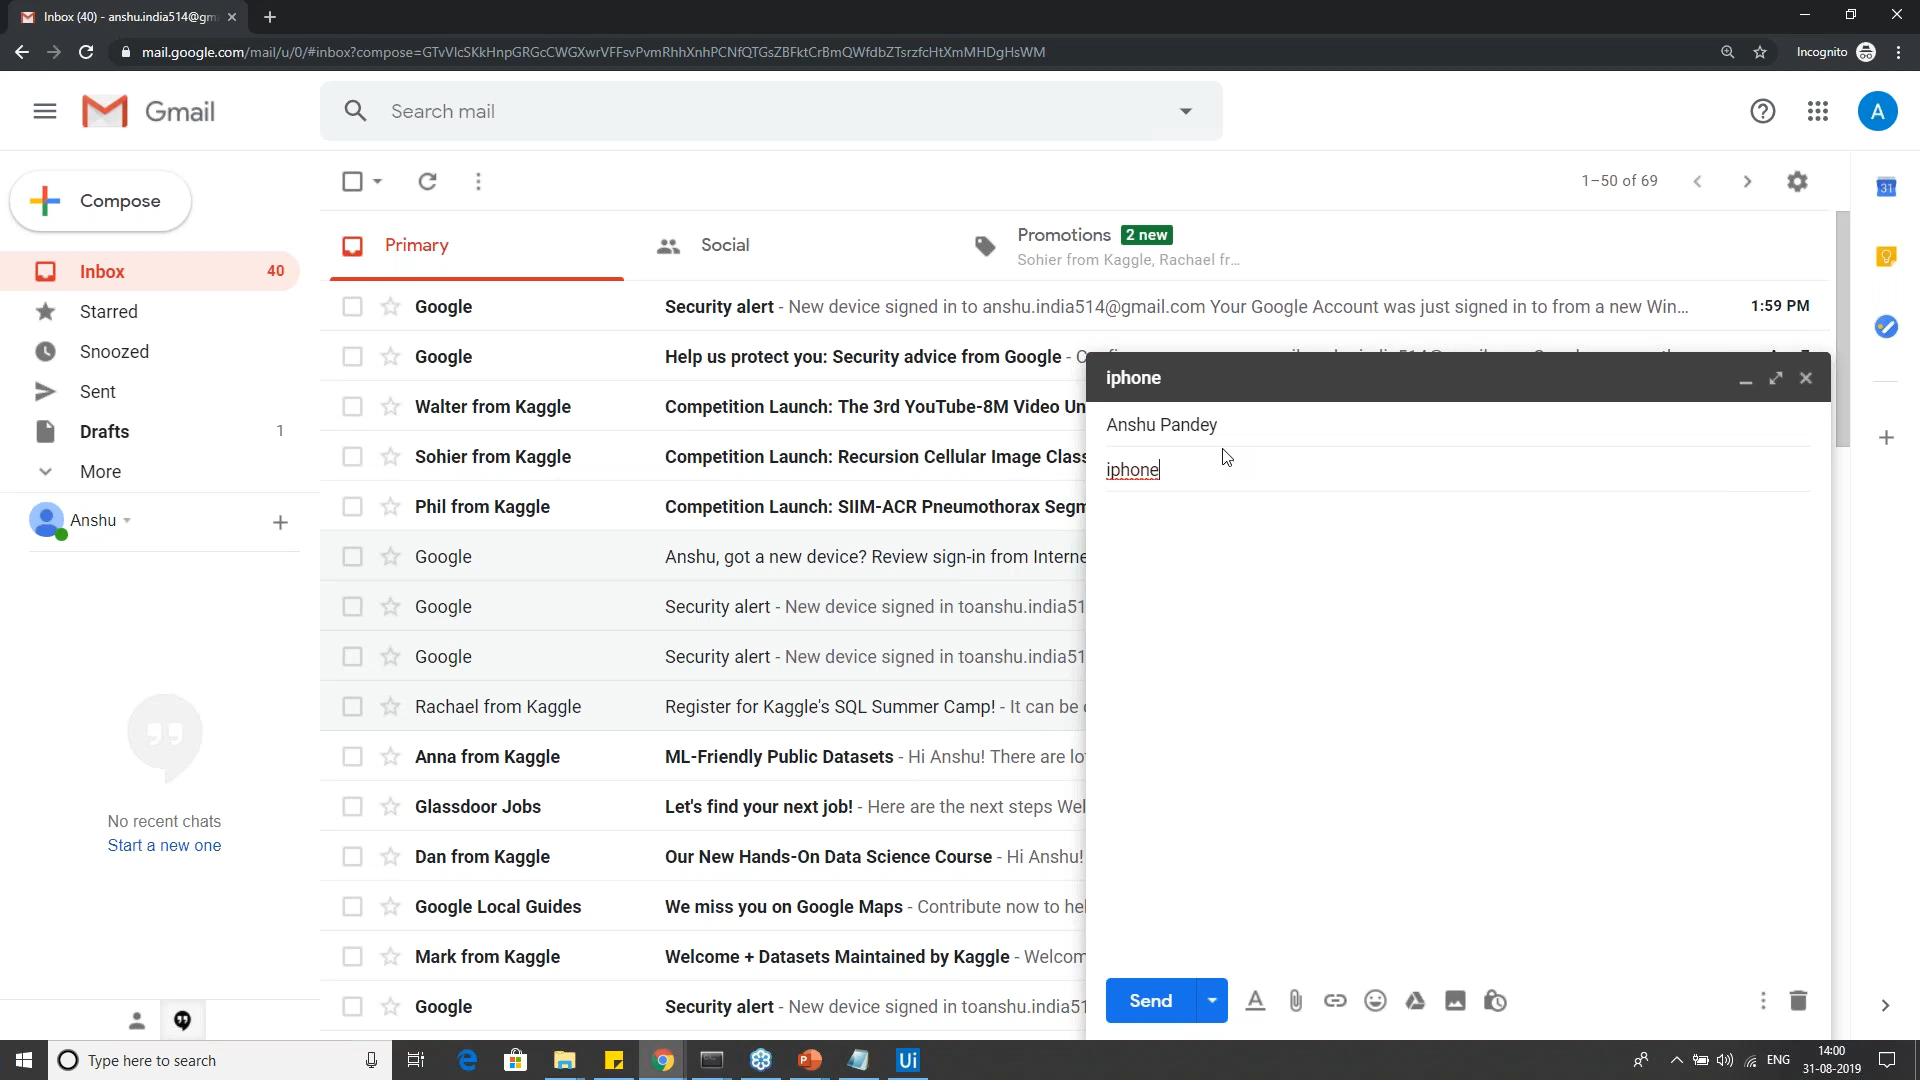 Inbox (40) - anshu.india514@gm
mail.google.com/mail/u/0/#inbox?compose=GTvVlcSKkHnpGRGcCWGXwrVFFsvPvmRhhXnhPCNfQTGsZBFktCrBmQWfdbZTsrzfcHtXmMHDgHsWM
Incognito
Gmail
Search mail
A
Compose
1–50 of 69
31
Primary
Social
Promotions 2 new
Sohier from Kaggle, Rachael fr...
Inbox 40
Starred
Snoozed
Sent
Drafts 1
More
Anshu
No recent chats
Start a new one
Google Security alert - New device signed in to anshu.india514@gmail.com Your Google Account was just signed in to from a new Win... 1:59 PM
Google Help us protect you: Security advice from Google -
Walter from Kaggle Competition Launch: The 3rd YouTube-8M Video Un
Sohier from Kaggle Competition Launch: Recursion Cellular Image Clas
Phil from Kaggle Competition Launch: SIIM-ACR Pneumothorax Segm
Google Anshu, got a new device? Review sign-in from Interne
Google Security alert - New device signed in toanshu.india51
Google Security alert - New device signed in toanshu.india51
Rachael from Kaggle Register for Kaggle's SQL Summer Camp! - It can be
Anna from Kaggle ML-Friendly Public Datasets - Hi Anshu! There are lo
Glassdoor Jobs Let's find your next job! - Here are the next steps Wel
Dan from Kaggle Our New Hands-On Data Science Course - Hi Anshu!
Google Local Guides We miss you on Google Maps - Contribute now to hel
Mark from Kaggle Welcome + Datasets Maintained by Kaggle - Welcom
Google Security alert - New device signed in toanshu.india51
iphone
Anshu Pandey
iphone
Send
Type here to search
Ui
ENG
14:00
31-08-2019